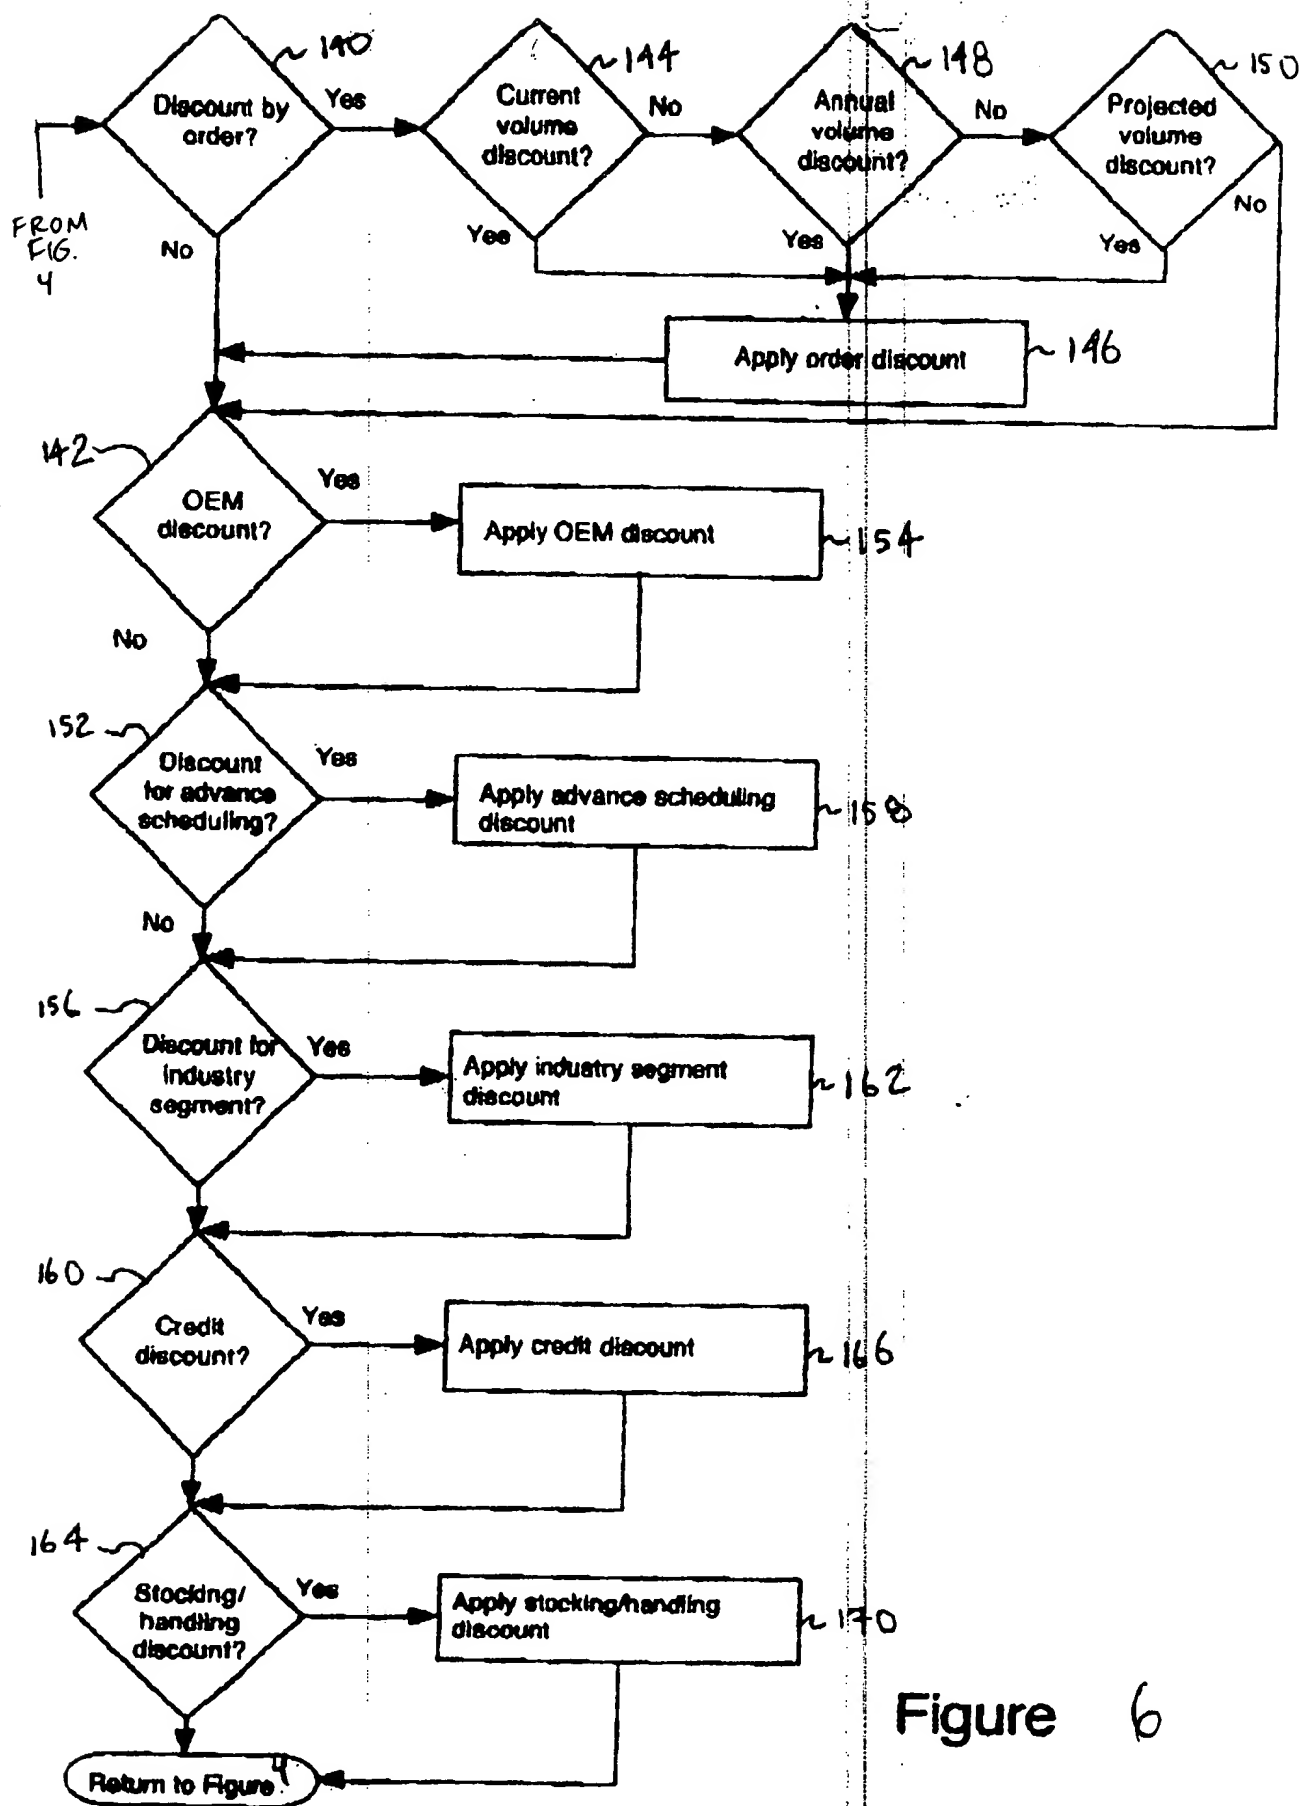 140
144
148
150
Discount by
order?
Yes
Current
volume
discount?
No
Annual
volume
discount?
No
Projected
volume
discount?
No
FROM
FIG.
4
No
Yes
Yes
Yes
Apply order discount
146
142
OEM
discount?
Yes
Apply OEM discount
154
No
152
Discount
for advance
scheduling?
Yes
Apply advance scheduling
discount
158
No
156
Discount for
industry
segment?
Yes
Apply industry segment
discount
162
160
Credit
discount?
Yes
Apply credit discount
166
164
Stocking/
handling
discount?
Yes
Apply stocking/handling
discount
170
Return to Figure 4
Figure 6